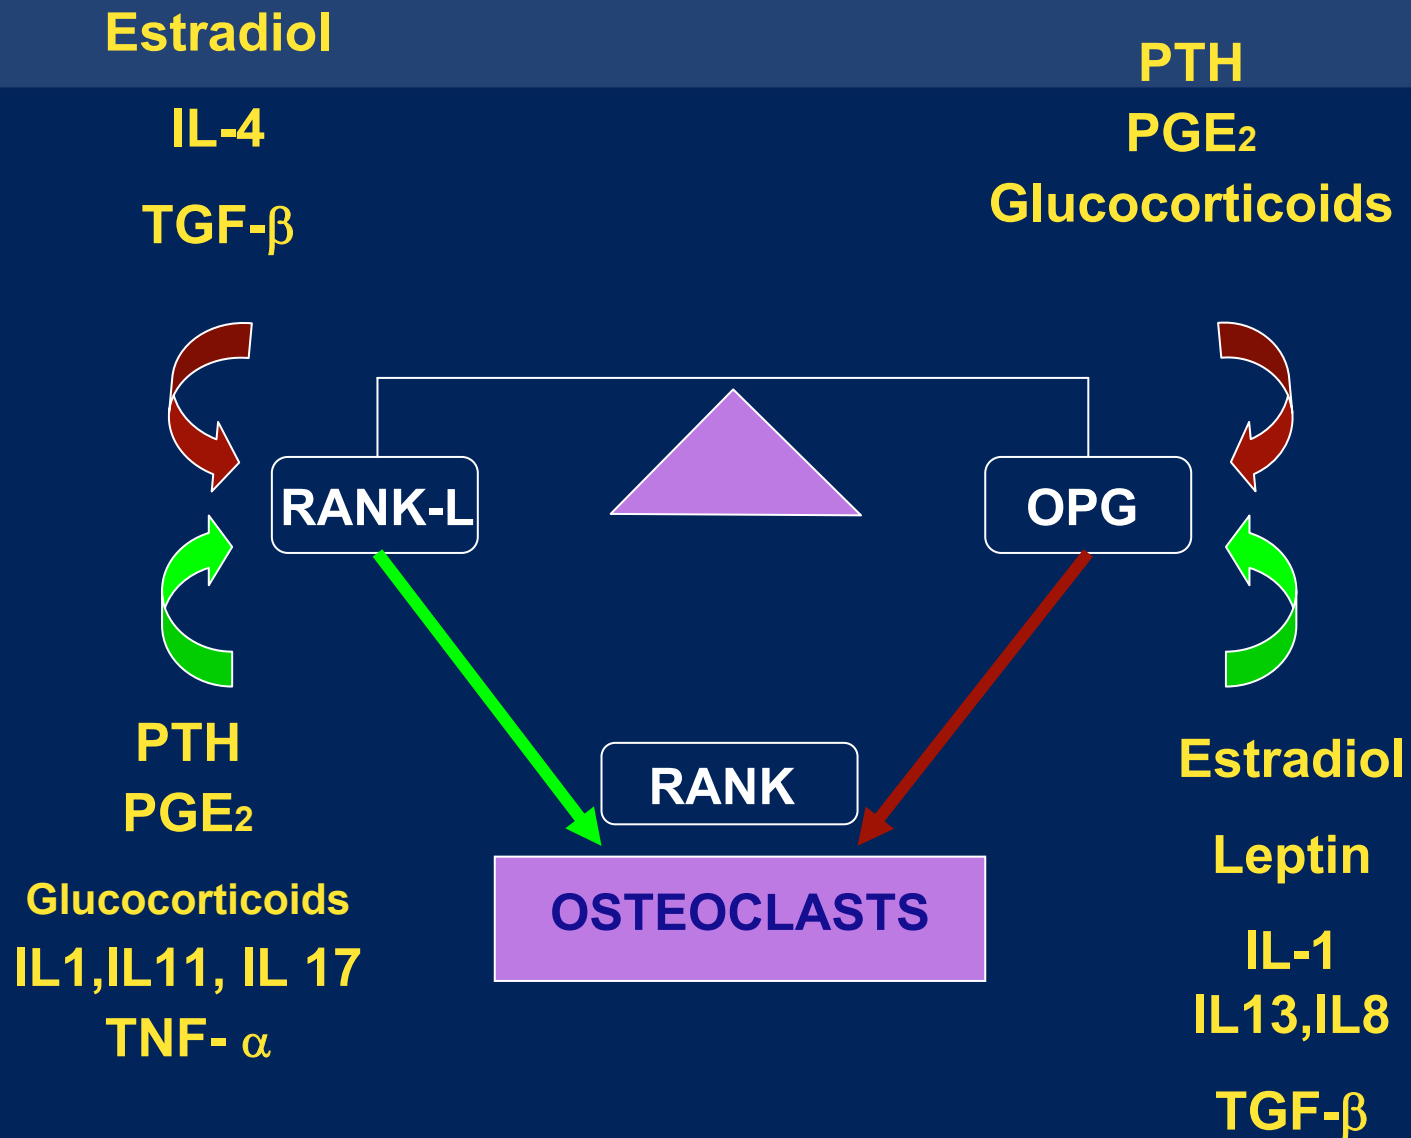 Estradiol
IL-4
TGF-β
PTH
PGE2
Glucocorticoids
RANK-L
OPG
PTH
PGE2
Glucocorticoids
IL1,IL11, IL 17
TNF- α
RANK
OSTEOCLASTS
Estradiol
Leptin
IL-1
IL13,IL8
TGF-β